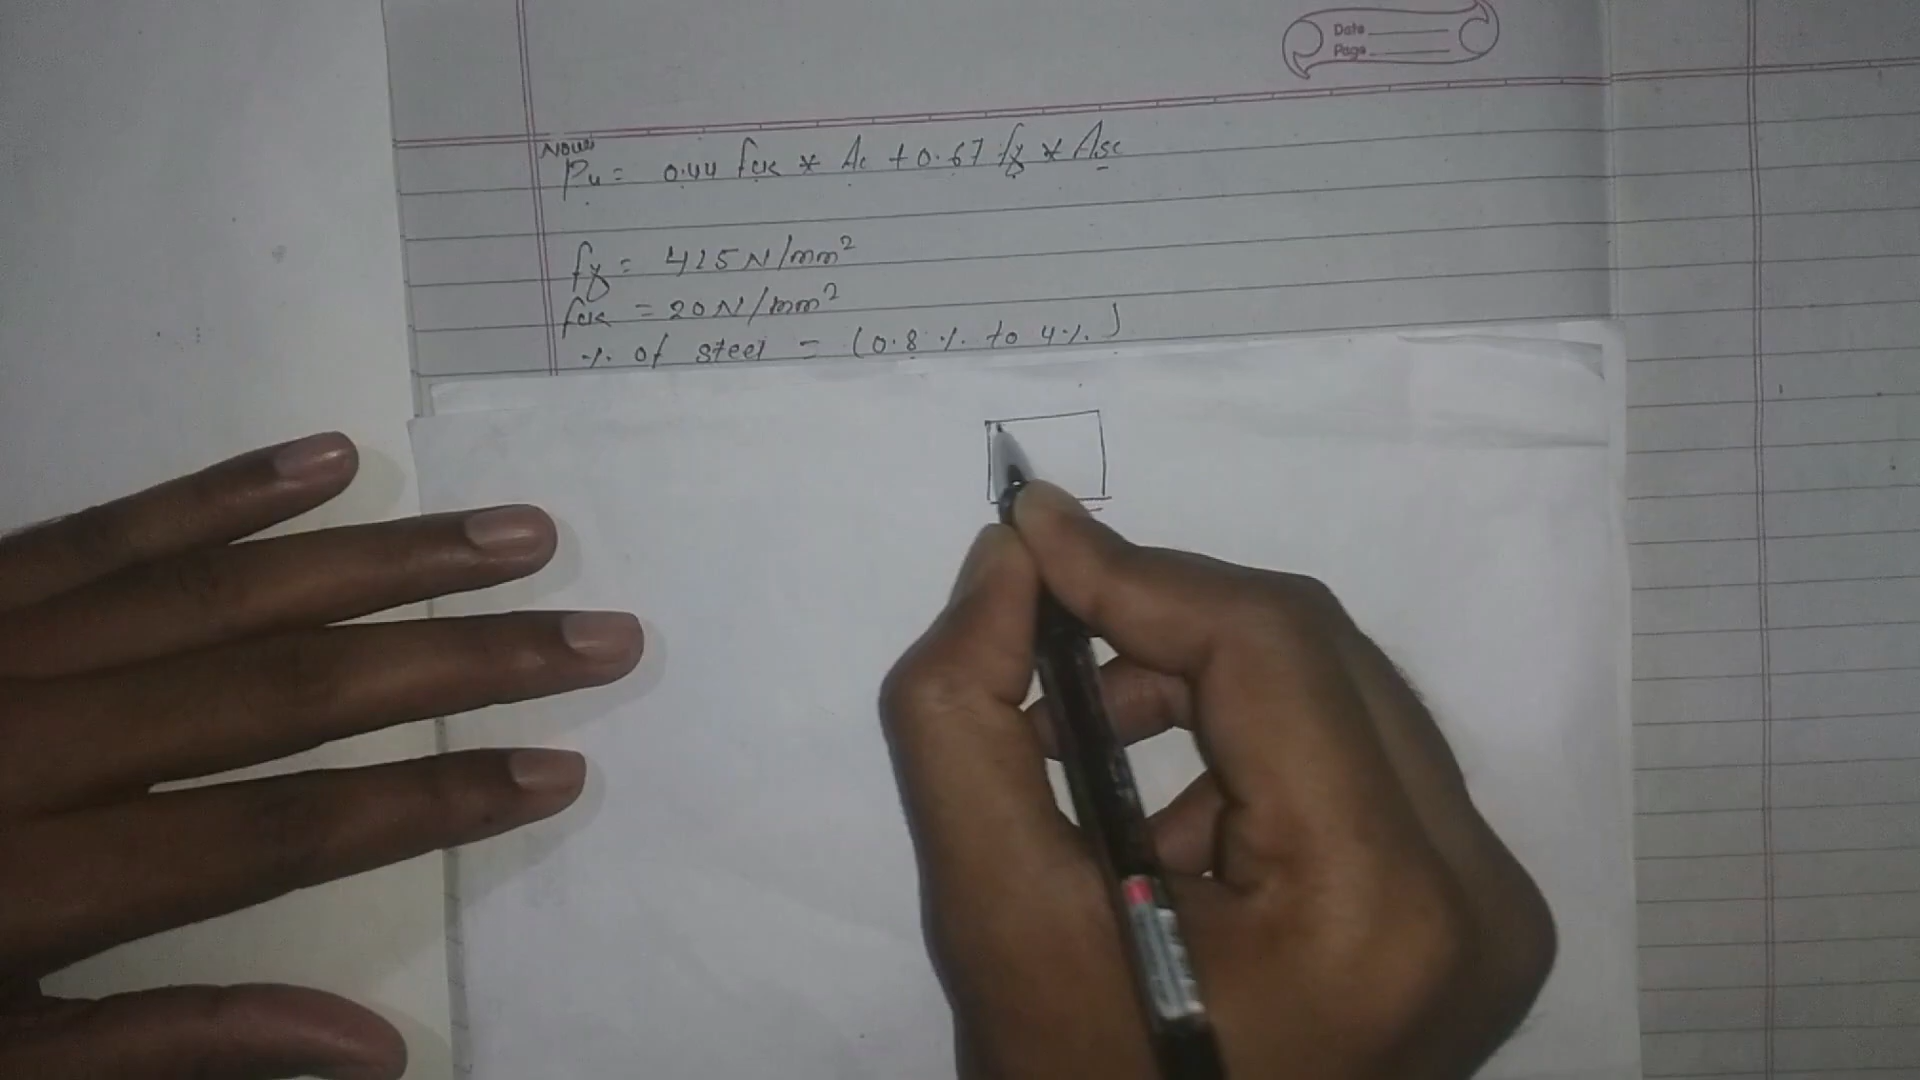 Date
Page
Now
Pu = 0.44 fck * Ac + 0.67 fy * Asc
fy = 415 N/mm²
fck = 20 N/mm²
% of steel = (0.8 % to 4 %)